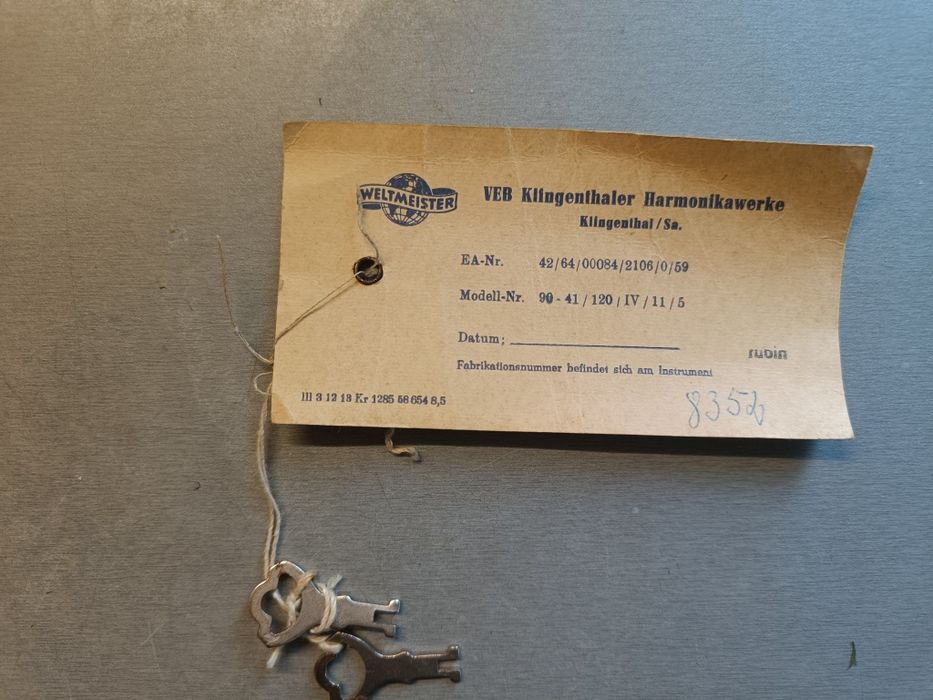 WELTMEISTER
VEB Klingenthaler Harmonikawerke
Klingenthal/Sa.
EA-Nr. 42/64/00084/2106/0/59
Modell-Nr. 90 - 41 / 120 / IV / 11 / 5
Datum:
rubin
Fabrikationsnummer befindet sich am Instrument
III 3 12 13 Kr 1285 58 654 8,5